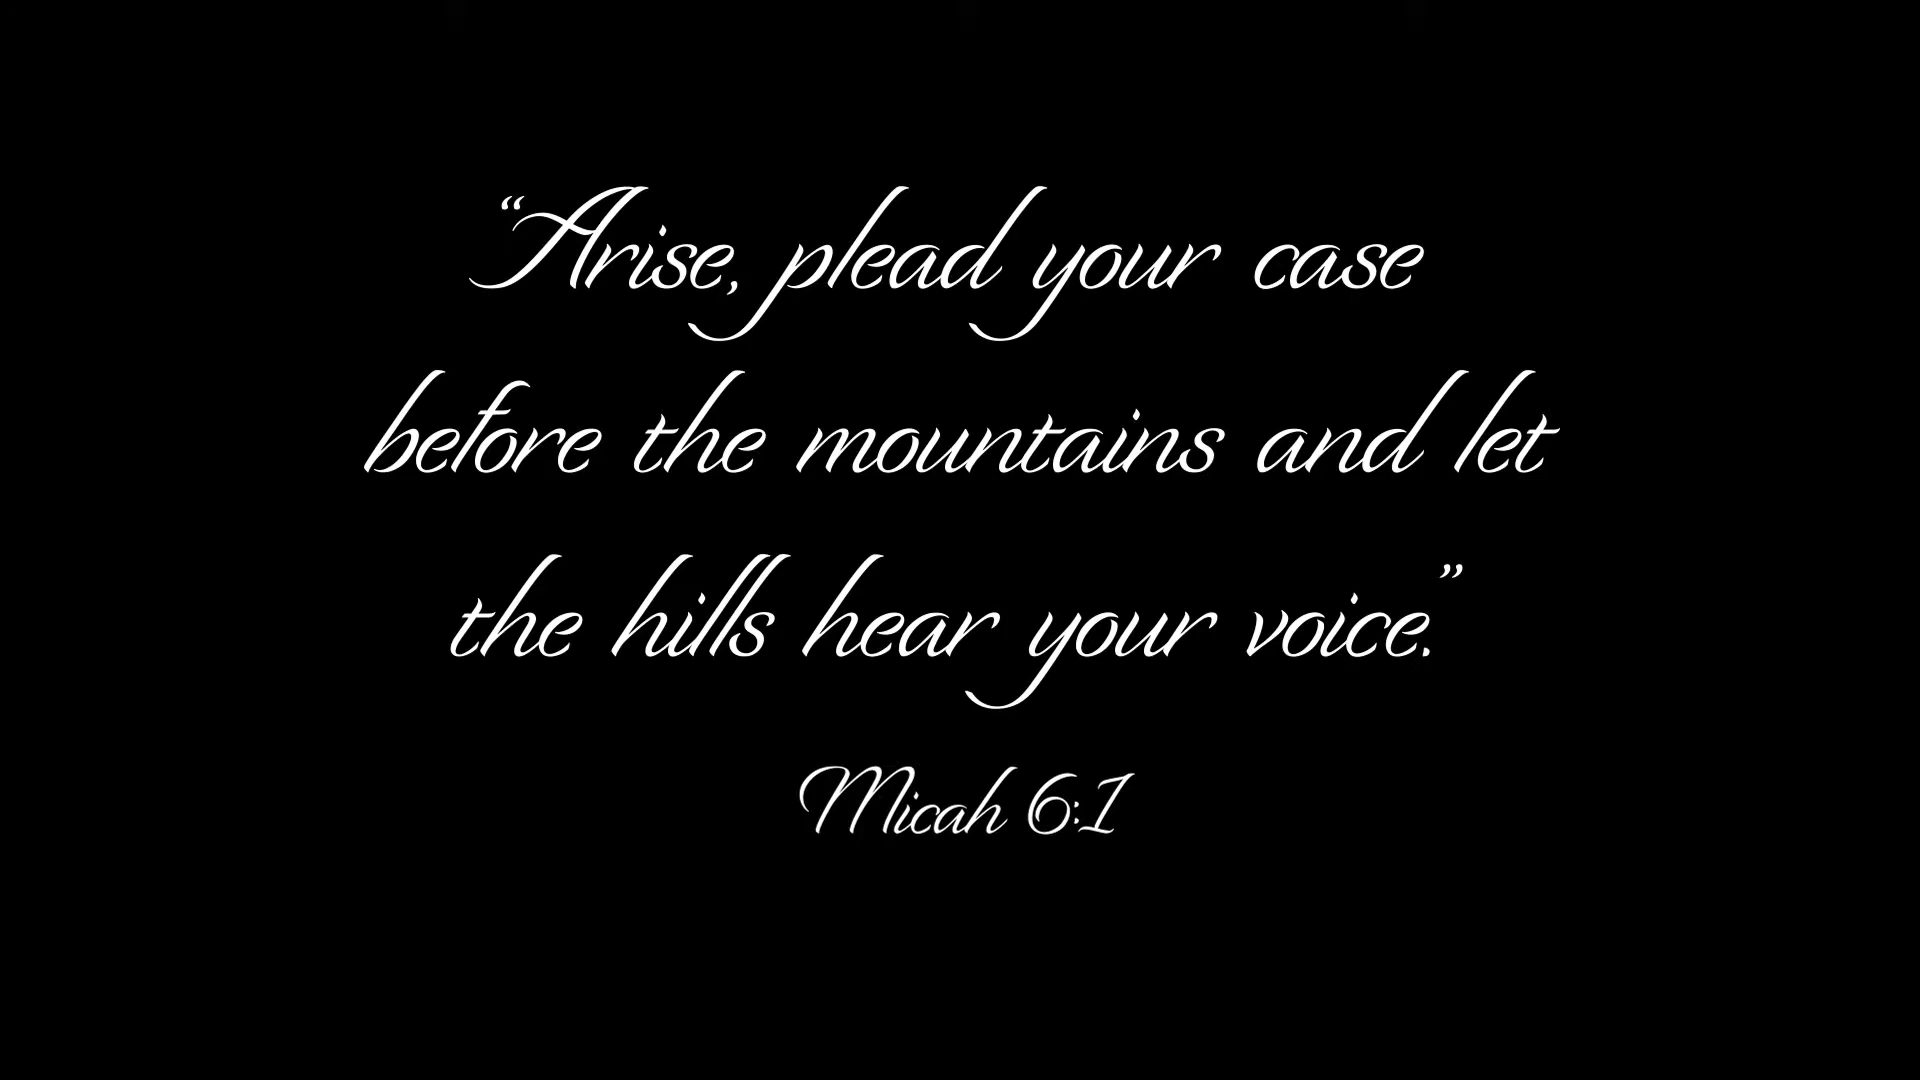 “Arise, plead your case
before the mountains and let
the hills hear your voice.”
Micah 6:1